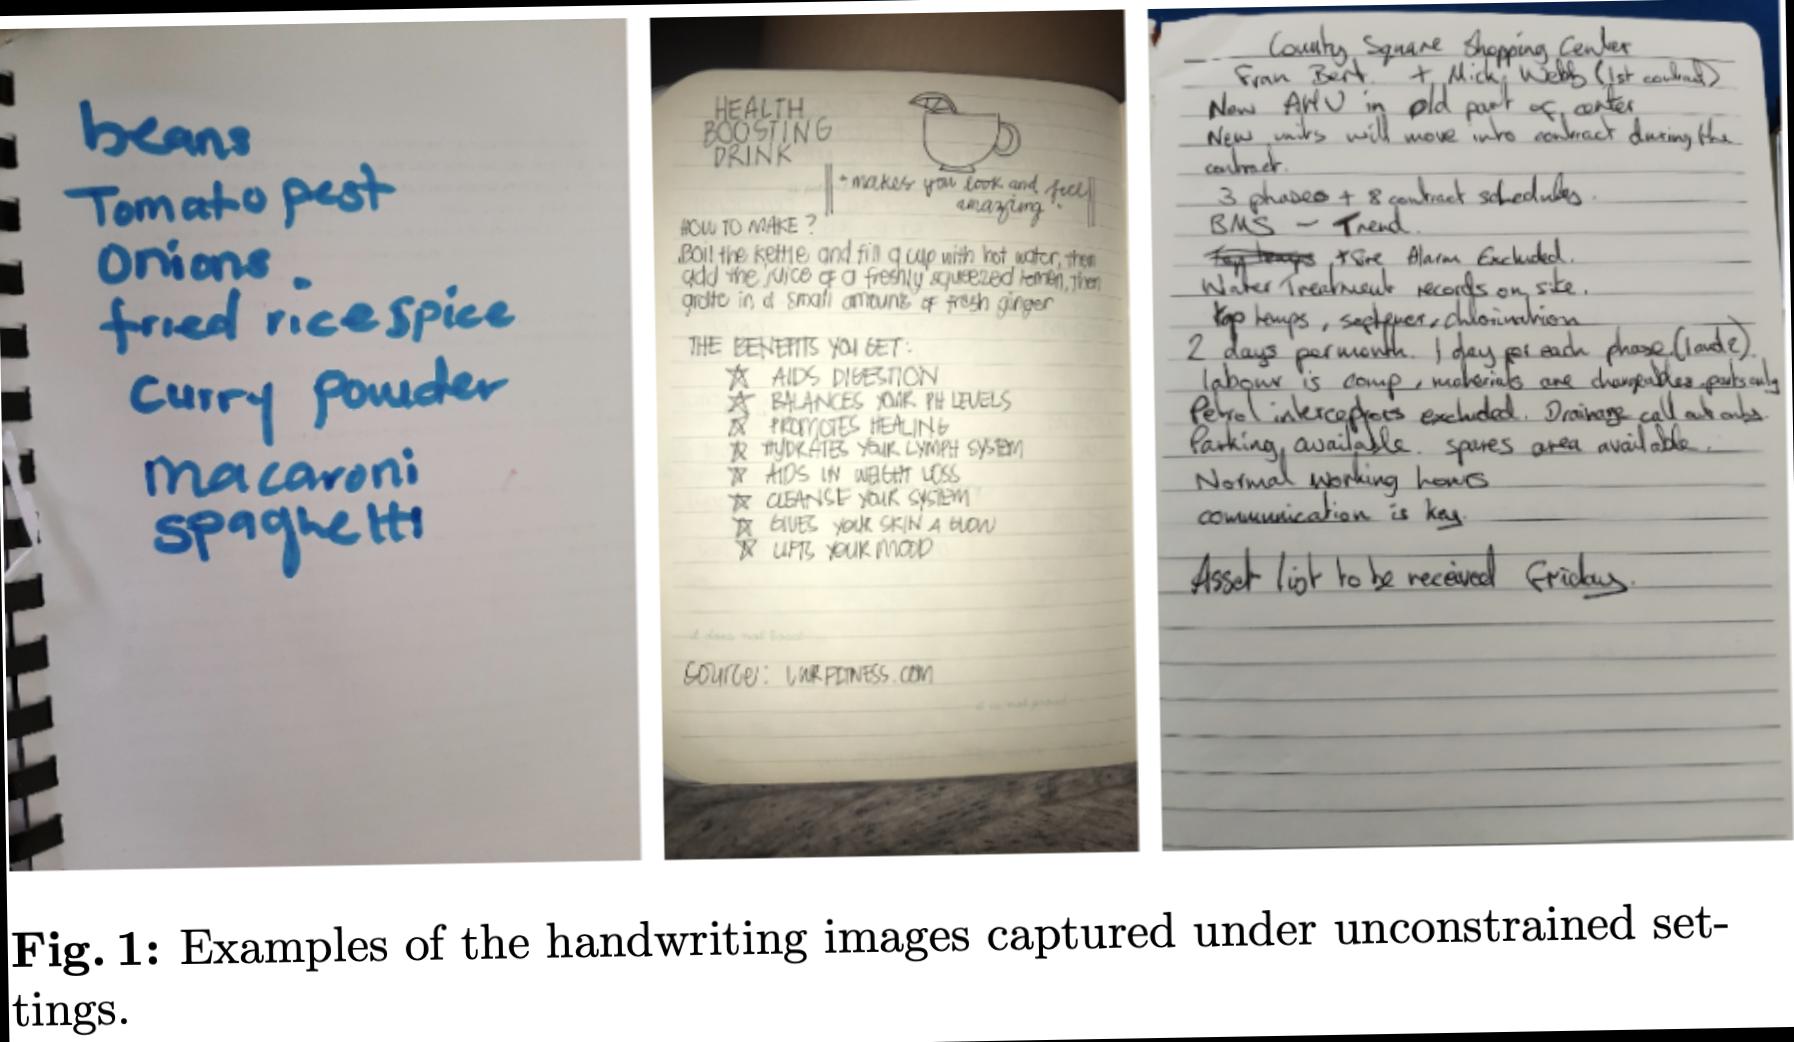 beans
Tomato pest
Onions.
fried rice spice
curry powder
macaroni
spaghetti
HEALTH
BOOSTING
DRINK
- makes you look and feel
amazing.
HOW TO MAKE?
Boil the kettle and fill a cup with hot water, then
add the juice of a freshly squeezed lemon, then
grate in a small amount of fresh ginger
THE BENEFITS YOU GET:
AIDS DIGESTION
BALANCES YOUR PH LEVELS
PROMOTES HEALING
HYDRATES YOUR LYMPH SYSTEM
AIDS IN WEIGHT LOSS
CLEANSE YOUR SYSTEM
GIVES YOUR SKIN A GLOW
LIFTS YOUR MOOD
source: LWRFITNESS.COM
County Square Shopping Center
Fran Bert. + Mick Webb (1st contract)
New AHU in old part of center
New units will move into contract during the
contract.
3 phases + 8 contract schedules.
BMS - Trend.
Fire Alarm Excluded.
Water Treatment records on site.
tap temps, chlorination
2 days per month. 1 day for each phase. (1 and 2)
labour is comp, materials are chargeables, parts only
Petrol interceptors excluded. Drainage call out only.
Parking available. spares area available.
Normal working hours
communication is key.
Asset list to be received Friday.
Fig. 1: Examples of the handwriting images captured under unconstrained set-
tings.